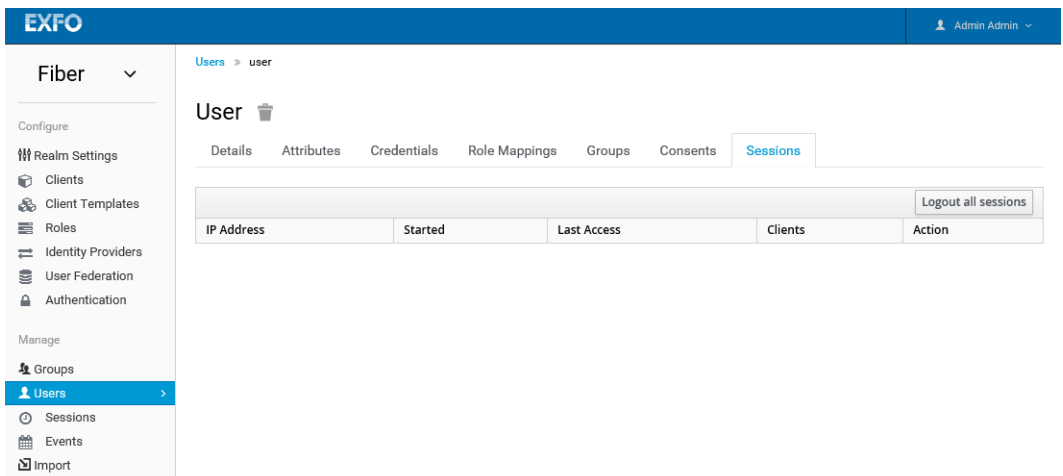 EXFO
Admin Admin
Fiber
Configure
Realm Settings
Clients
Client Templates
Roles
Identity Providers
User Federation
Authentication
Manage
Groups
Users
Sessions
Events
Import
Users » user
User
Details Attributes Credentials Role Mappings Groups Consents Sessions
Logout all sessions
IP Address Started Last Access Clients Action